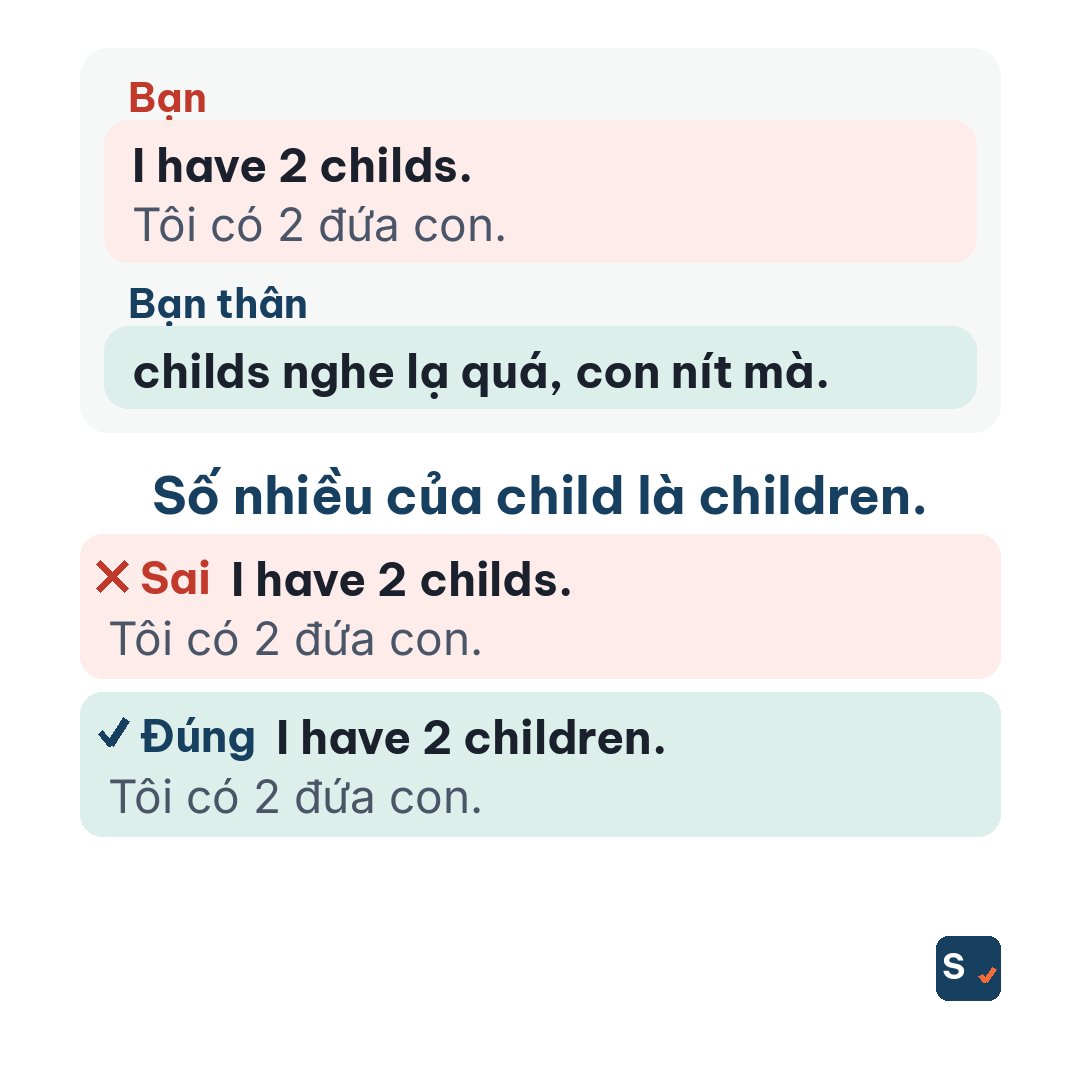 Bạn
I have 2 childs.
Tôi có 2 đứa con.
Bạn thân
childs nghe lạ quá, con nít mà.
Số nhiều của child là children.
Sai I have 2 childs.
Tôi có 2 đứa con.
Đúng I have 2 children.
Tôi có 2 đứa con.
S